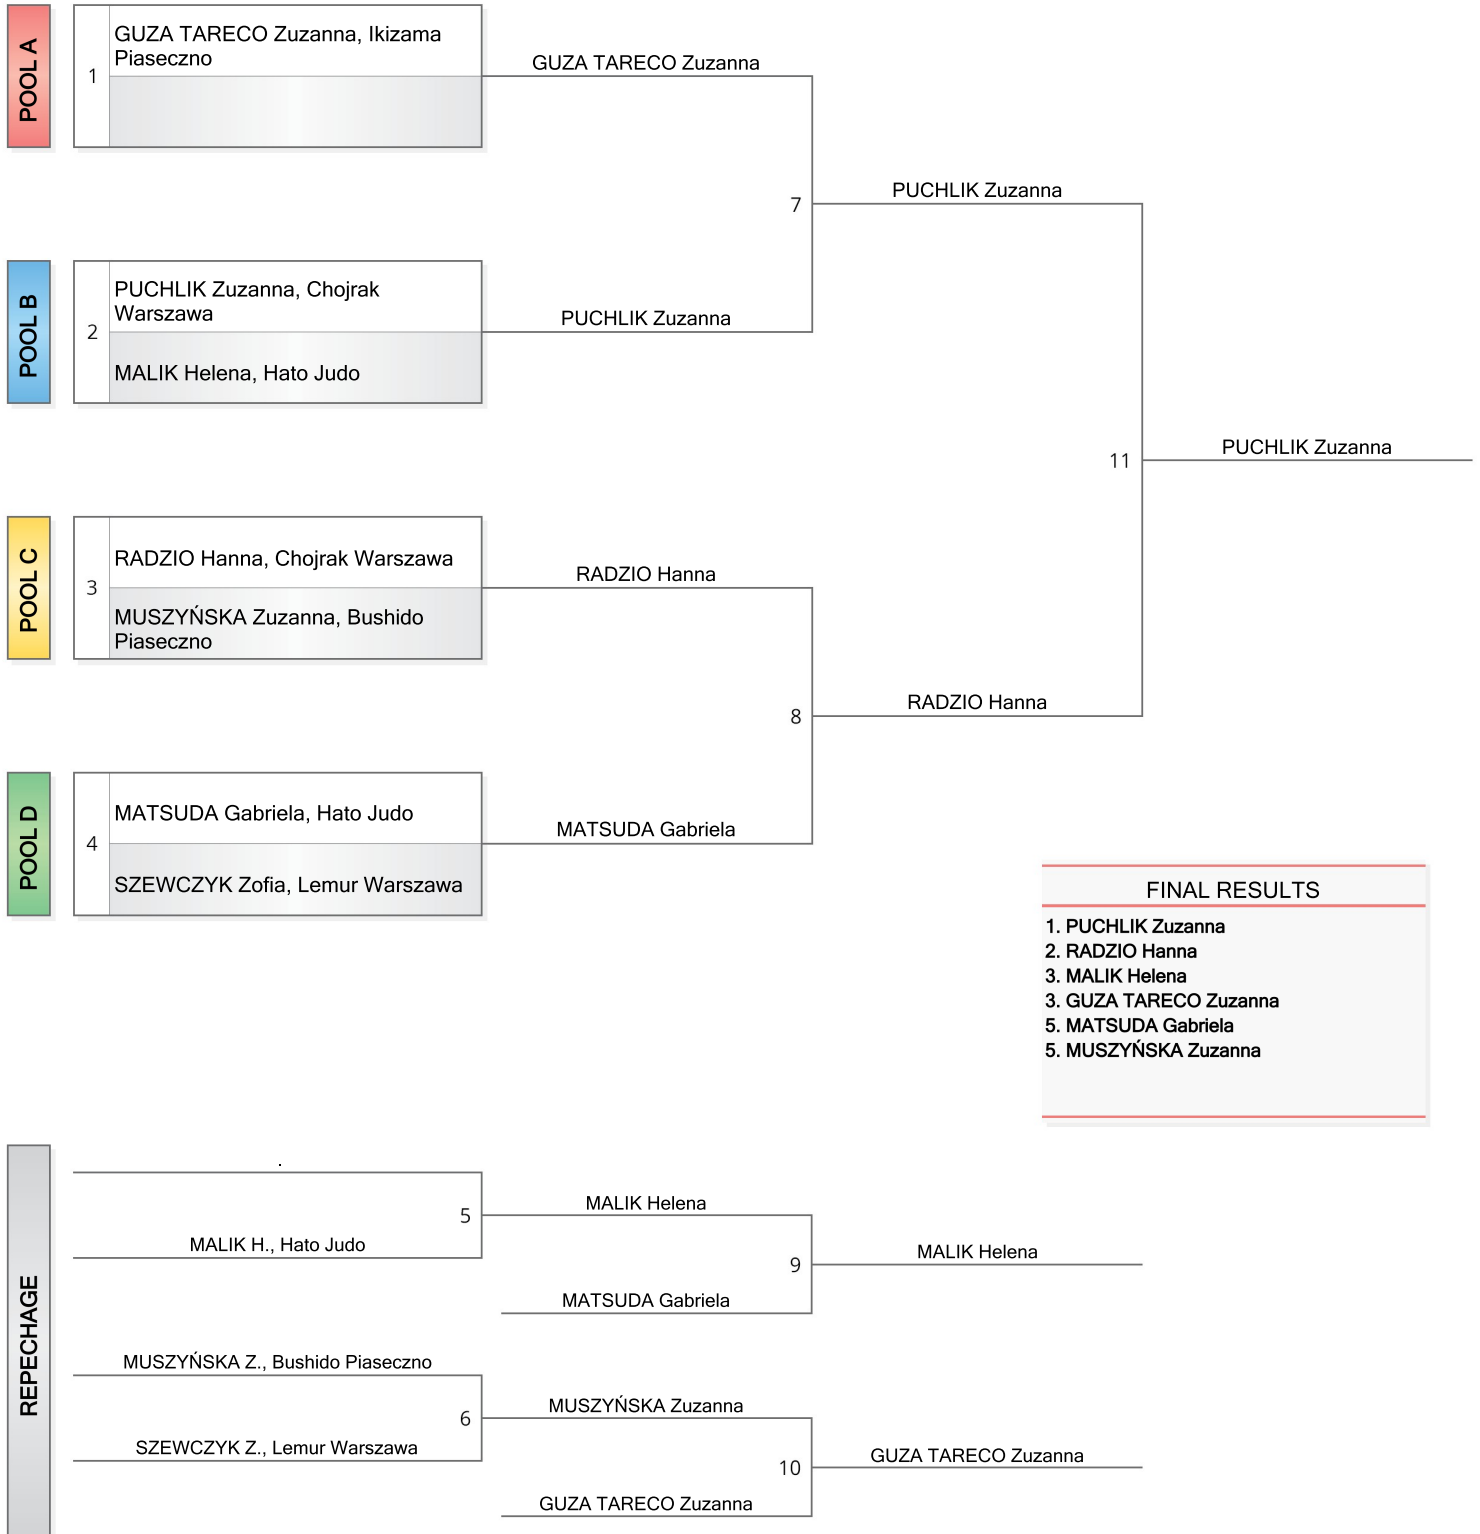 POOL A
1
GUZA TARECO Zuzanna, Ikizama
Piaseczno
GUZA TARECO Zuzanna
7
PUCHLIK Zuzanna
POOL B
2
PUCHLIK Zuzanna, Chojrak
Warszawa
MALIK Helena, Hato Judo
PUCHLIK Zuzanna
11
PUCHLIK Zuzanna
POOL C
3
RADZIO Hanna, Chojrak Warszawa
MUSZYŃSKA Zuzanna, Bushido
Piaseczno
RADZIO Hanna
8
RADZIO Hanna
POOL D
4
MATSUDA Gabriela, Hato Judo
SZEWCZYK Zofia, Lemur Warszawa
MATSUDA Gabriela
FINAL RESULTS
1. PUCHLIK Zuzanna
2. RADZIO Hanna
3. MALIK Helena
3. GUZA TARECO Zuzanna
5. MATSUDA Gabriela
5. MUSZYŃSKA Zuzanna
REPECHAGE
.
5
MALIK H., Hato Judo
MALIK Helena
9
MALIK Helena
MATSUDA Gabriela
MUSZYŃSKA Z., Bushido Piaseczno
6
SZEWCZYK Z., Lemur Warszawa
MUSZYŃSKA Zuzanna
10
GUZA TARECO Zuzanna
GUZA TARECO Zuzanna